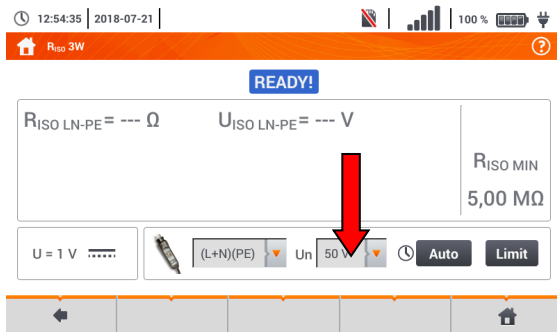 12:54:35 2018-07-21 100 %
RISO 3W ?
READY!
RISO LN-PE= --- Ω UISO LN-PE= --- V
RISO MIN
5,00 MΩ
U = 1 V (L+N)(PE) Un 50 V Auto Limit